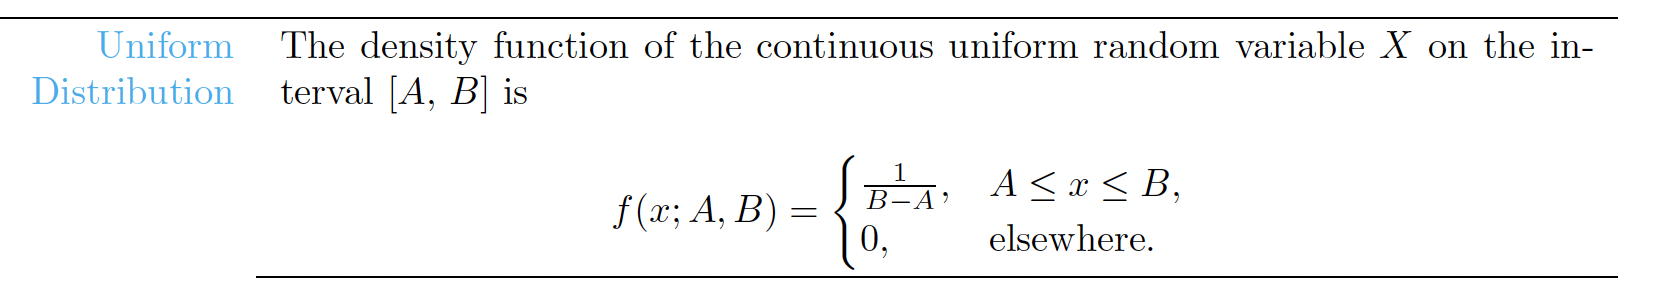 Uniform
Distribution
The density function of the continuous uniform random variable X on the in-
terval [A, B] is
f(x; A, B) = { 1/(B−A), A ≤ x ≤ B,
0, elsewhere.